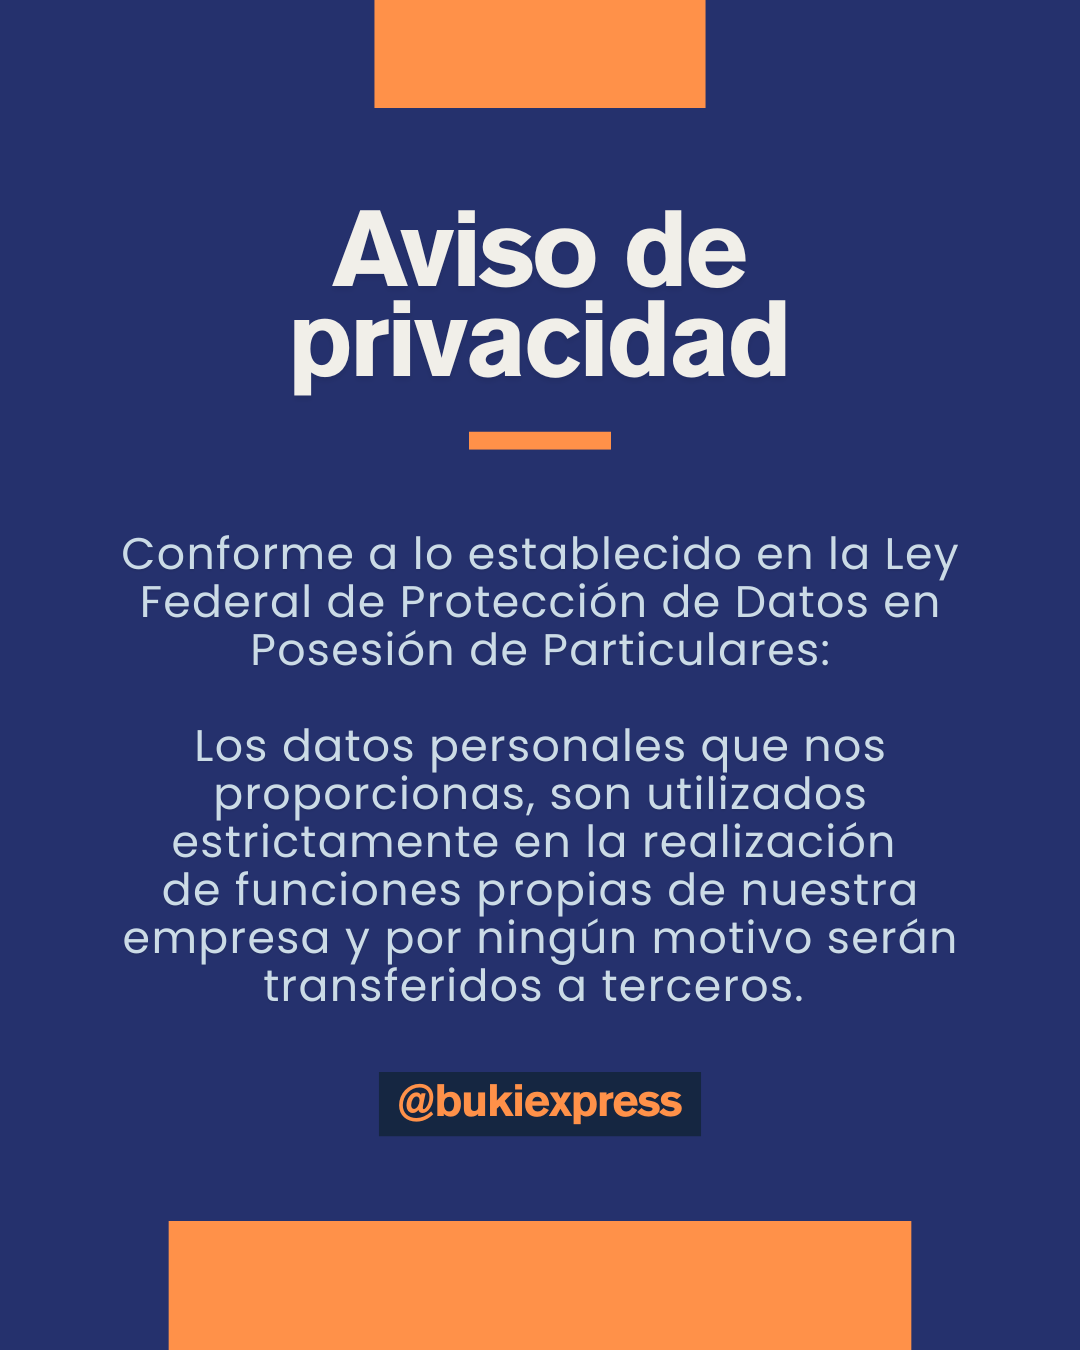 Aviso de
privacidad
Conforme a lo establecido en la Ley
Federal de Protección de Datos en
Posesión de Particulares:
Los datos personales que nos
proporcionas, son utilizados
estrictamente en la realización
de funciones propias de nuestra
empresa y por ningún motivo serán
transferidos a terceros.
@bukiexpress